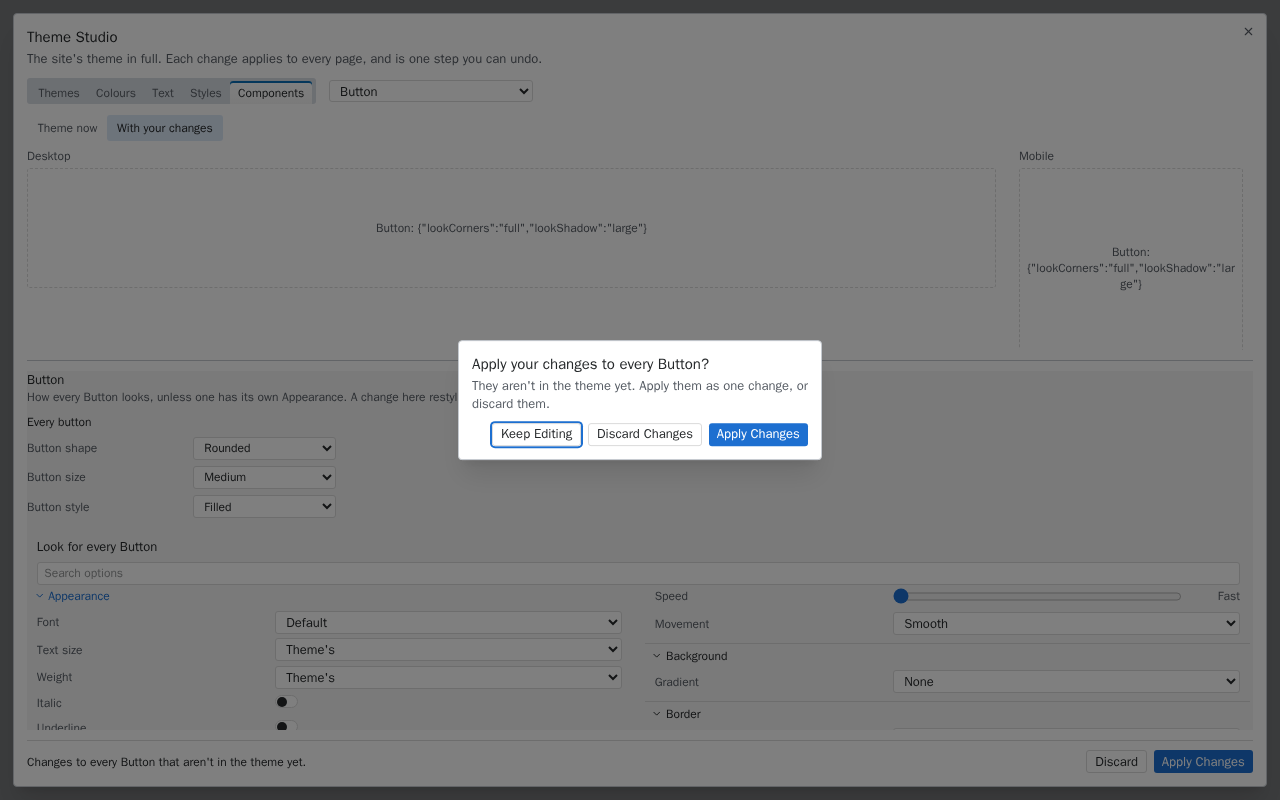 Theme Studio
×
The site's theme in full. Each change applies to every page, and is one step you can undo.
Themes Colours Text Styles Components Button
Theme now With your changes
Desktop Mobile
Button: {"lookCorners":"full","lookShadow":"large"}
Button:
{"lookCorners":"full","lookShadow":"lar
ge"}
Apply your changes to every Button?
They aren't in the theme yet. Apply them as one change, or
discard them.
Keep Editing Discard Changes Apply Changes
Button
How every Button looks, unless one has its own Appearance. A change here restyl
Every button
Button shape Rounded
Button size Medium
Button style Filled
Look for every Button
Search options
Appearance
Font Default
Text size Theme's
Weight Theme's
Italic
Underline
Speed Fast
Movement Smooth
Background
Gradient None
Border
Changes to every Button that aren't in the theme yet.
Discard Apply Changes